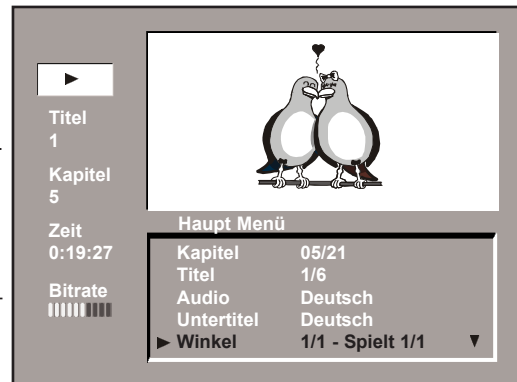 Titel
1
Kapitel
5
Zeit
0:19:27
Bitrate
Haupt Menü
Kapitel 05/21
Titel 1/6
Audio Deutsch
Untertitel Deutsch
Winkel 1/1 - Spielt 1/1